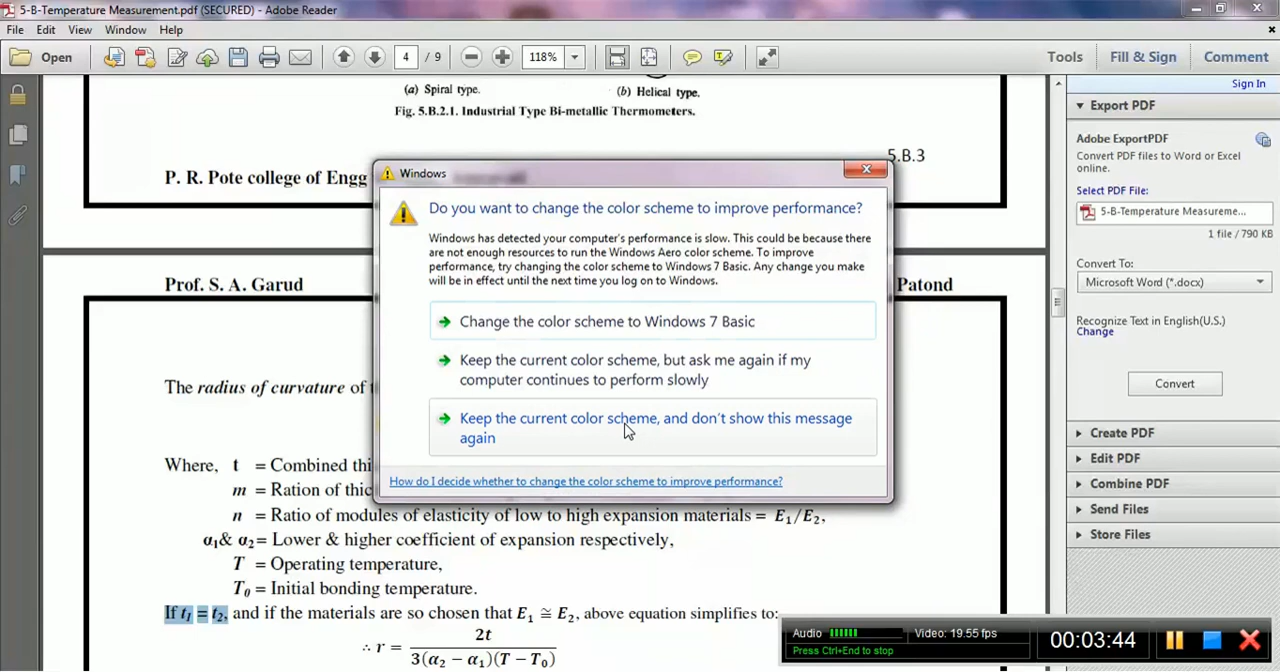 5-B-Temperature Measurement.pdf (SECURED) - Adobe Reader
File Edit View Window Help
Open 4 / 9 118% Tools Fill & Sign Comment
Sign In
(a) Spiral type. (b) Helical type.
Fig. 5.B.2.1. Industrial Type Bi-metallic Thermometers.
5.B.3
P. R. Pote college of Engg
Prof. S. A. Garud Patond
The radius of curvature of
Where, t = Combined thi
m = Ration of thic
n = Ratio of modules of elasticity of low to high expansion materials = E₁/E₂,
α₁& α₂= Lower & higher coefficient of expansion respectively,
T = Operating temperature,
T₀ = Initial bonding temperature.
If t₁ = t₂, and if the materials are so chosen that E₁ ≅ E₂, above equation simplifies to:
∴ r = 2t / 3(α₂ − α₁)(T − T₀)
Windows
Do you want to change the color scheme to improve performance?
Windows has detected your computer's performance is slow. This could be because there
are not enough resources to run the Windows Aero color scheme. To improve
performance, try changing the color scheme to Windows 7 Basic. Any change you make
will be in effect until the next time you log on to Windows.
Change the color scheme to Windows 7 Basic
Keep the current color scheme, but ask me again if my
computer continues to perform slowly
Keep the current color scheme, and don't show this message
again
How do I decide whether to change the color scheme to improve performance?
Export PDF
Adobe ExportPDF
Convert PDF files to Word or Excel
online.
Select PDF File:
5-B-Temperature Measureme...
1 file / 790 KB
Convert To:
Microsoft Word (*.docx)
Recognize Text in English(U.S.)
Change
Convert
Create PDF
Edit PDF
Combine PDF
Send Files
Store Files
Audio Video: 19.55 fps
Press Ctrl+End to stop
00:03:44